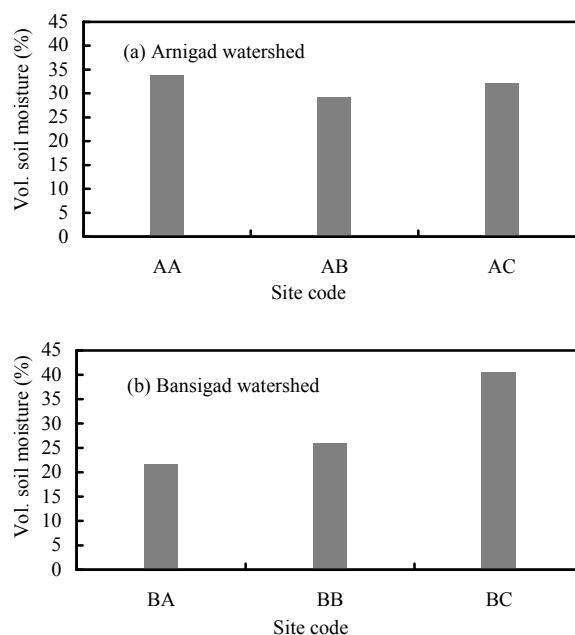 45
40
35
30
25
20
15
10
5
0
Vol. soil moisture (%)
(a) Arnigad watershed
AA AB AC
Site code
45
40
35
30
25
20
15
10
5
0
Vol. soil moisture (%)
(b) Bansigad watershed
BA BB BC
Site code